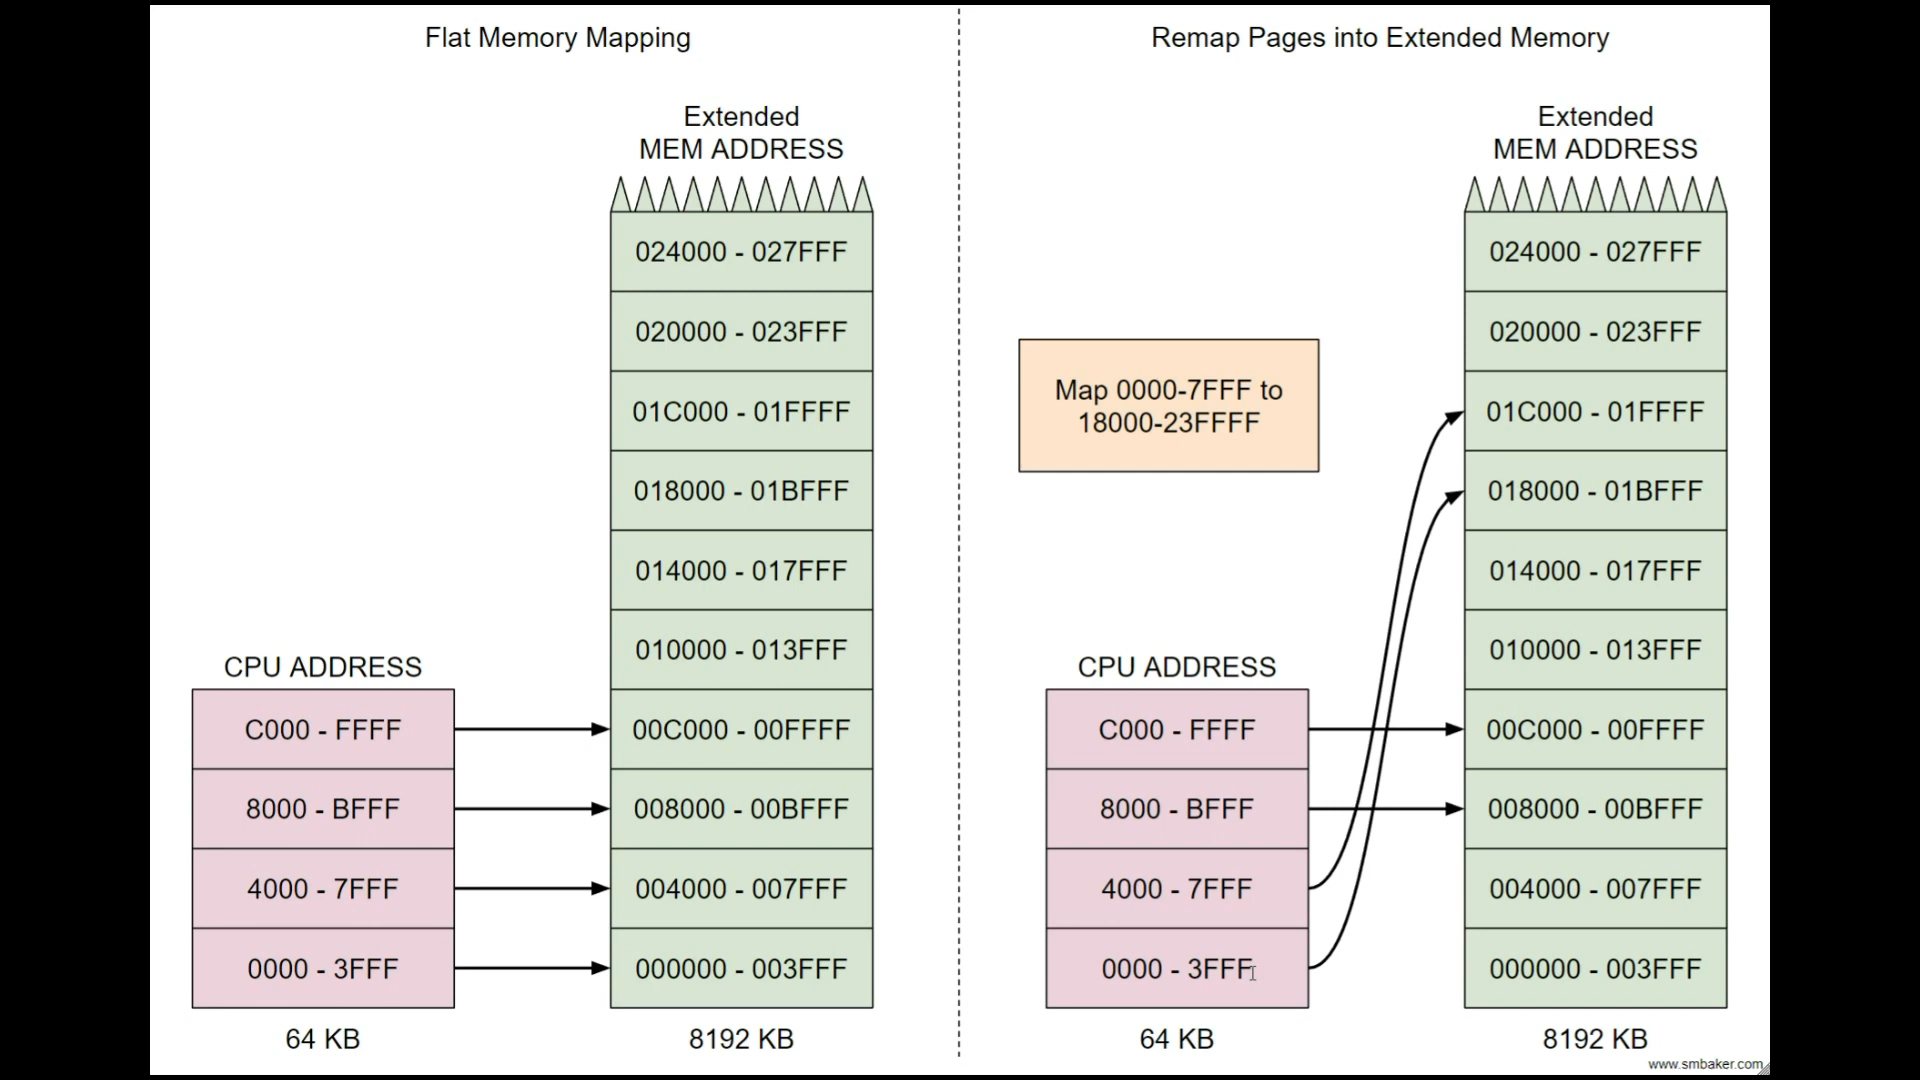 Flat Memory Mapping
Extended
MEM ADDRESS
024000 - 027FFF
020000 - 023FFF
01C000 - 01FFFF
018000 - 01BFFF
014000 - 017FFF
010000 - 013FFF
00C000 - 00FFFF
008000 - 00BFFF
004000 - 007FFF
000000 - 003FFF
8192 KB
CPU ADDRESS
C000 - FFFF
8000 - BFFF
4000 - 7FFF
0000 - 3FFF
64 KB
Remap Pages into Extended Memory
Extended
MEM ADDRESS
024000 - 027FFF
020000 - 023FFF
01C000 - 01FFFF
018000 - 01BFFF
014000 - 017FFF
010000 - 013FFF
00C000 - 00FFFF
008000 - 00BFFF
004000 - 007FFF
000000 - 003FFF
8192 KB
Map 0000-7FFF to
18000-23FFFF
CPU ADDRESS
C000 - FFFF
8000 - BFFF
4000 - 7FFF
0000 - 3FFF
64 KB
www.smbaker.com